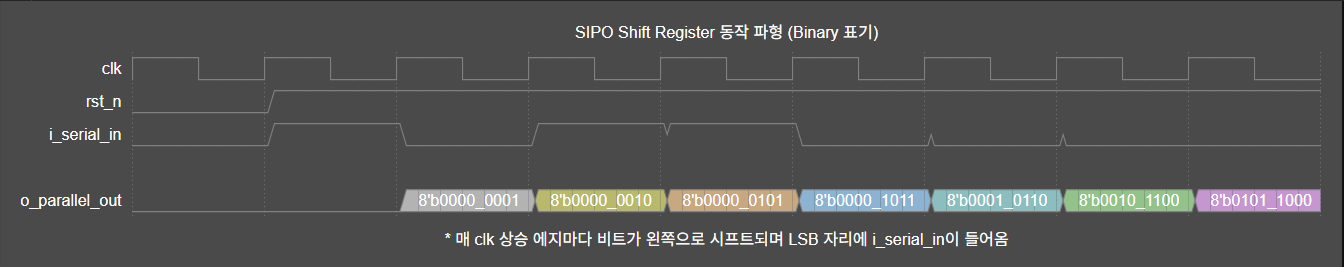 SIPO Shift Register 동작 파형 (Binary 표기)
clk
rst_n
i_serial_in
o_parallel_out 8'b0000_0001 8'b0000_0010 8'b0000_0101 8'b0000_1011 8'b0001_0110 8'b0010_1100 8'b0101_1000
* 매 clk 상승 에지마다 비트가 왼쪽으로 시프트되며 LSB 자리에 i_serial_in이 들어옴